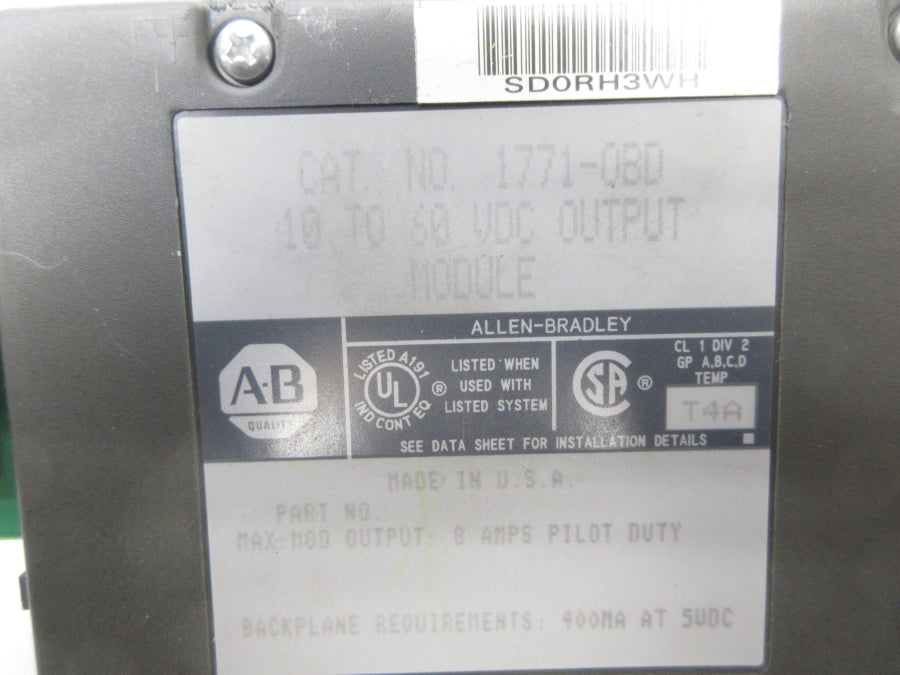 SD0RH3WH
CAT. NO. 1771-OBD
10 TO 60 VDC OUTPUT
MODULE
ALLEN-BRADLEY
A-B
QUALITY
LISTED A191
UL
®
IND CONT EQ
LISTED WHEN
USED WITH
LISTED SYSTEM
SA ®
CL 1 DIV 2
GP A,B,C,D
TEMP
T4A
SEE DATA SHEET FOR INSTALLATION DETAILS
MADE IN U.S.A.
PART NO.
MAX MOD OUTPUT: 8 AMPS PILOT DUTY
BACKPLANE REQUIREMENTS: 400MA AT 5VDC